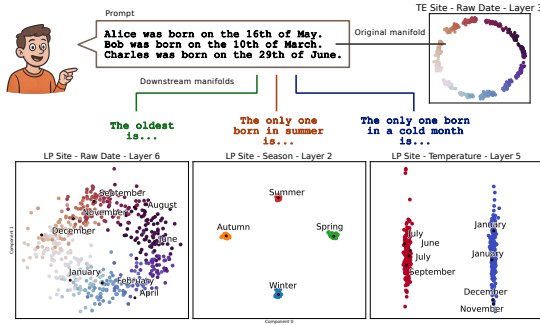 Prompt
TE Site - Raw Date - Layer 3
Alice was born on the 16th of May.
Bob was born on the 10th of March.
Charles was born on the 29th of June.
Original manifold
Downstream manifolds
The oldest
is...
The only one
born in summer
is...
The only one born
in a cold month
is...
LP Site - Raw Date - Layer 6
September
November
August
December
June
January
February
April
Component 1
LP Site - Season - Layer 2
Summer
Autumn
Spring
Winter
Component 0
LP Site - Temperature - Layer 5
July
June
July
September
January
January
December
November